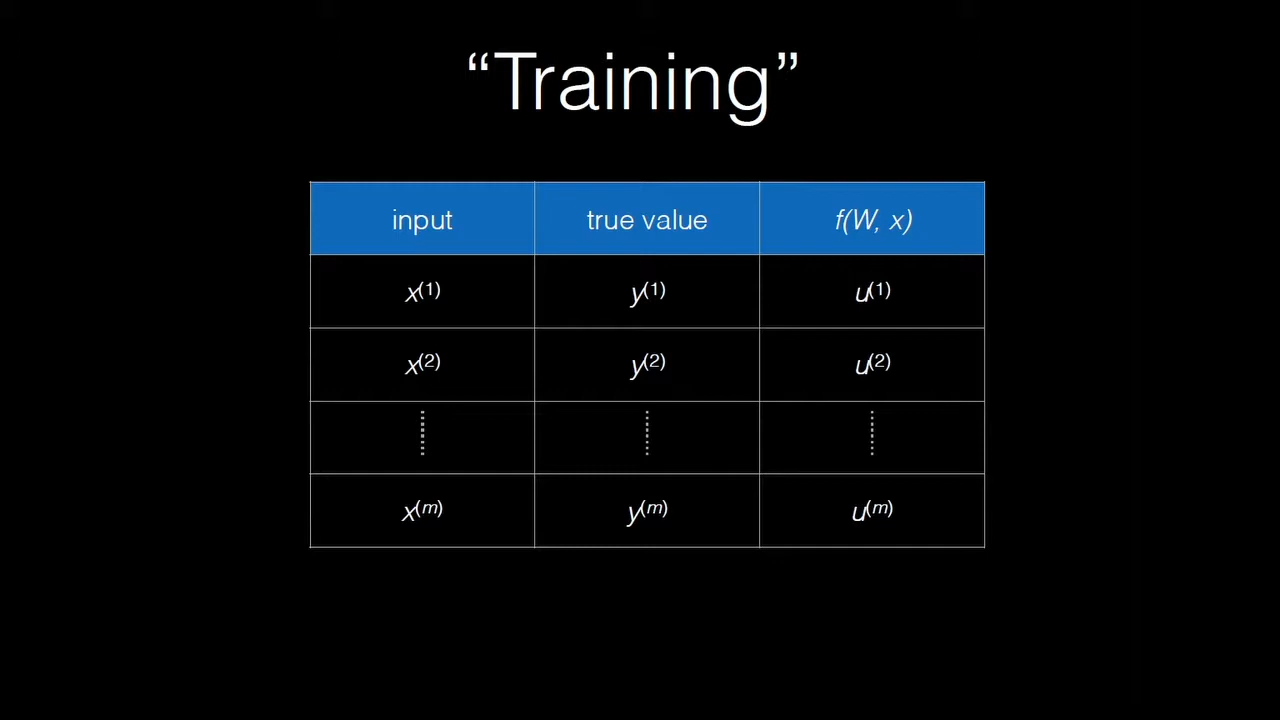 “Training”
input true value f(W, x)
x(1) y(1) u(1)
x(2) y(2) u(2)
x(m) y(m) u(m)